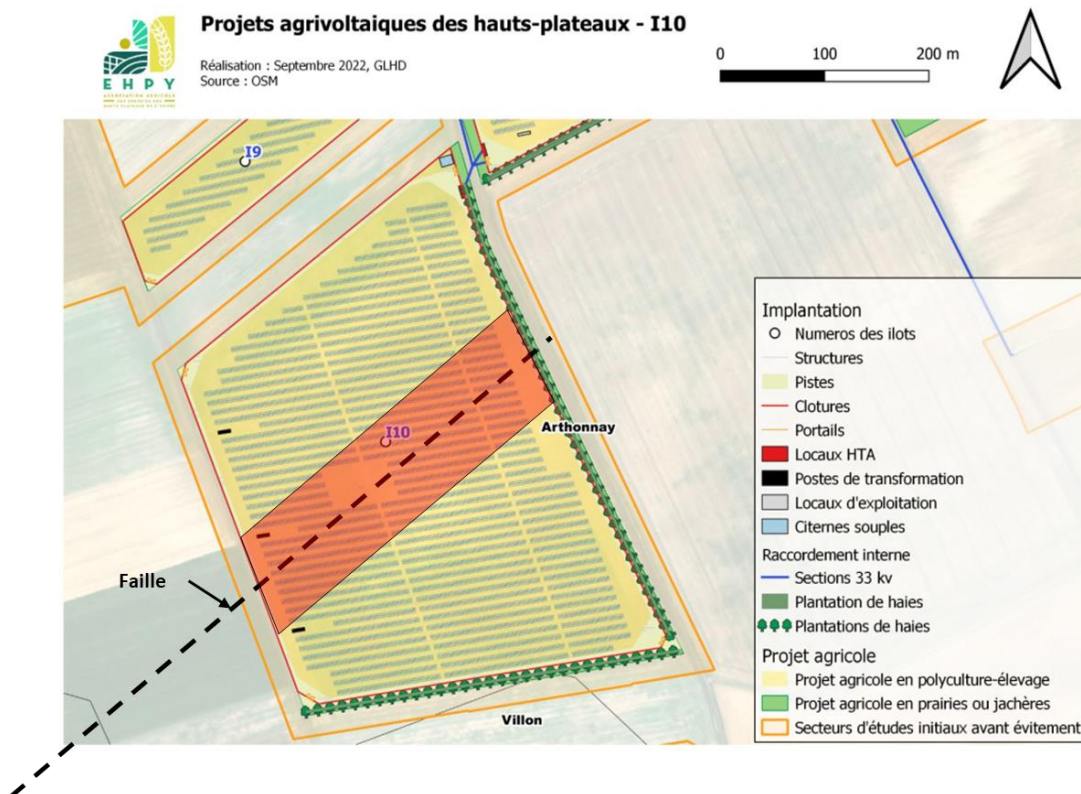 Projets agrivoltaiques des hauts-plateaux - I10
Réalisation : Septembre 2022, GLHD
Source : OSM
EHPY
0 100 200 m
I9
I10
Arthonnay
Faille
Villon
Implantation
Numeros des ilots
Structures
Pistes
Clotures
Portails
Locaux HTA
Postes de transformation
Locaux d'exploitation
Citernes souples
Raccordement interne
Sections 33 kv
Plantation de haies
Plantations de haies
Projet agricole
Projet agricole en polyculture-élevage
Projet agricole en prairies ou jachères
Secteurs d'études initiaux avant évitement